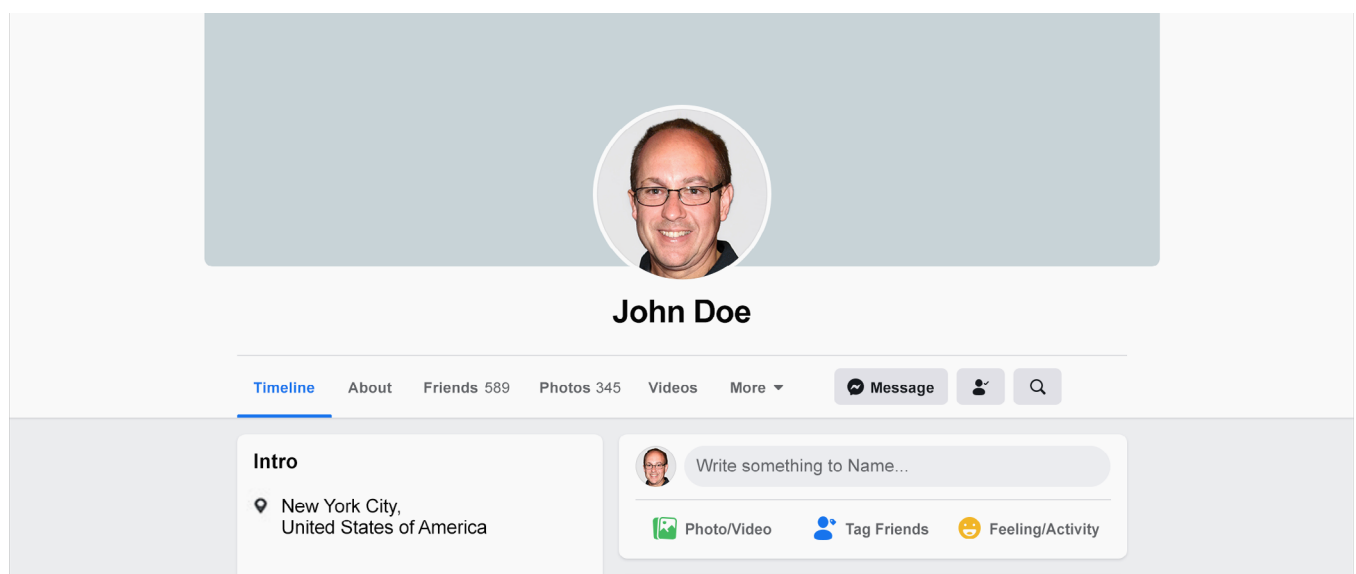 John Doe
Timeline About Friends 589 Photos 345 Videos More Message
Intro
New York City,
United States of America
Write something to Name...
Photo/Video Tag Friends Feeling/Activity